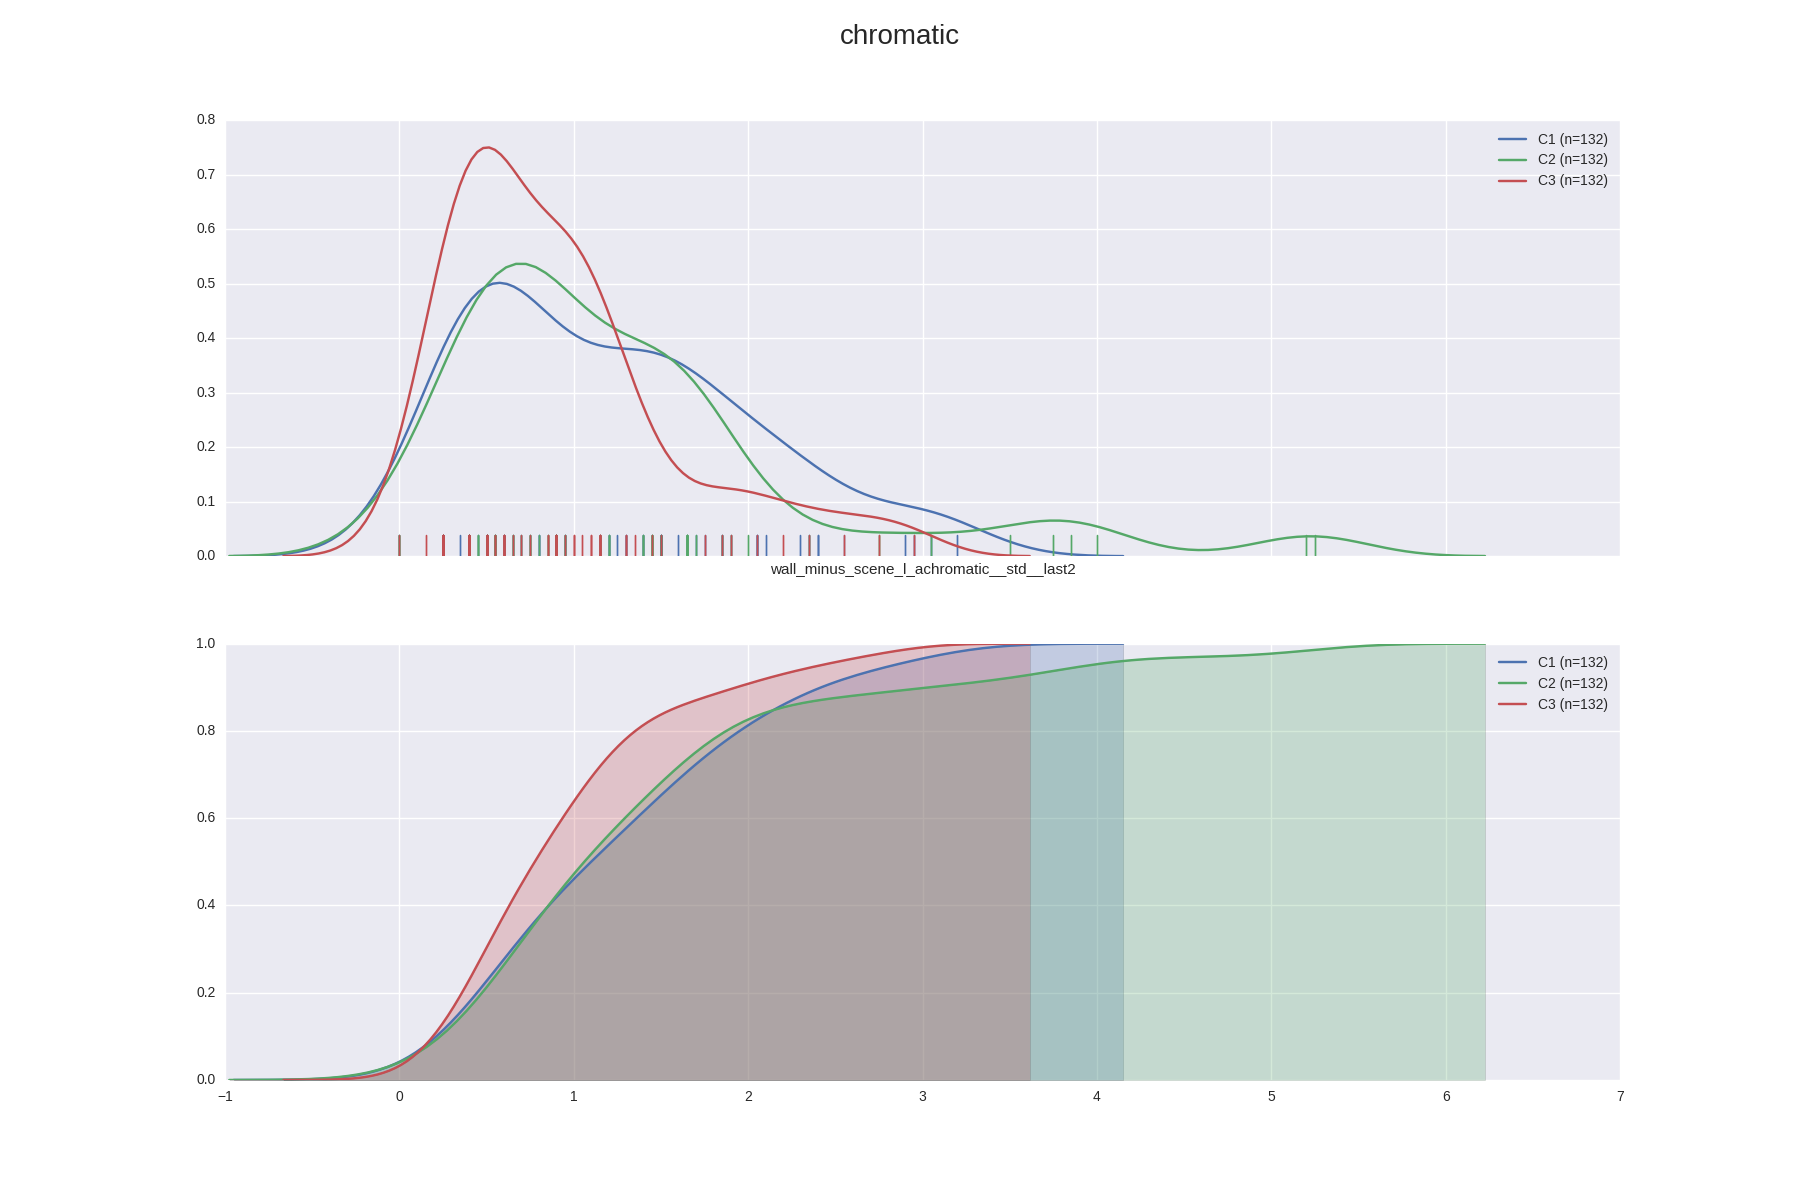 chromatic
0.8
0.7
0.6
0.5
0.4
0.3
0.2
0.1
0.0
C1 (n=132)
C2 (n=132)
C3 (n=132)
wall_minus_scene_l_achromatic__std__last2
1.0
0.8
0.6
0.4
0.2
0.0
C1 (n=132)
C2 (n=132)
C3 (n=132)
−1 0 1 2 3 4 5 6 7